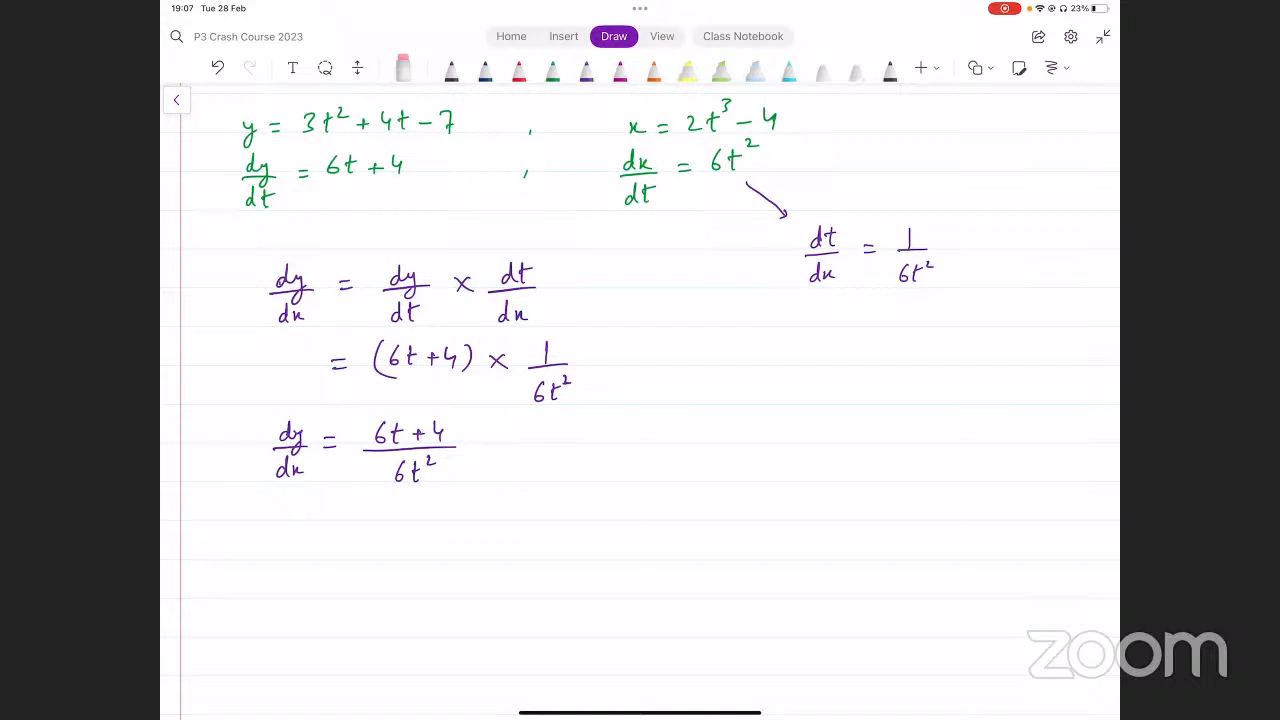 19:07 Tue 28 Feb
23%
P3 Crash Course 2023
Home Insert Draw View Class Notebook
y = 3t² + 4t - 7 , x = 2t³ - 4
dy/dt = 6t + 4 , dx/dt = 6t²
dt/dx = 1/6t²
dy/dx = dy/dt × dt/dx
= (6t + 4) × 1/6t²
dy/dx = 6t + 4/6t²
zoom